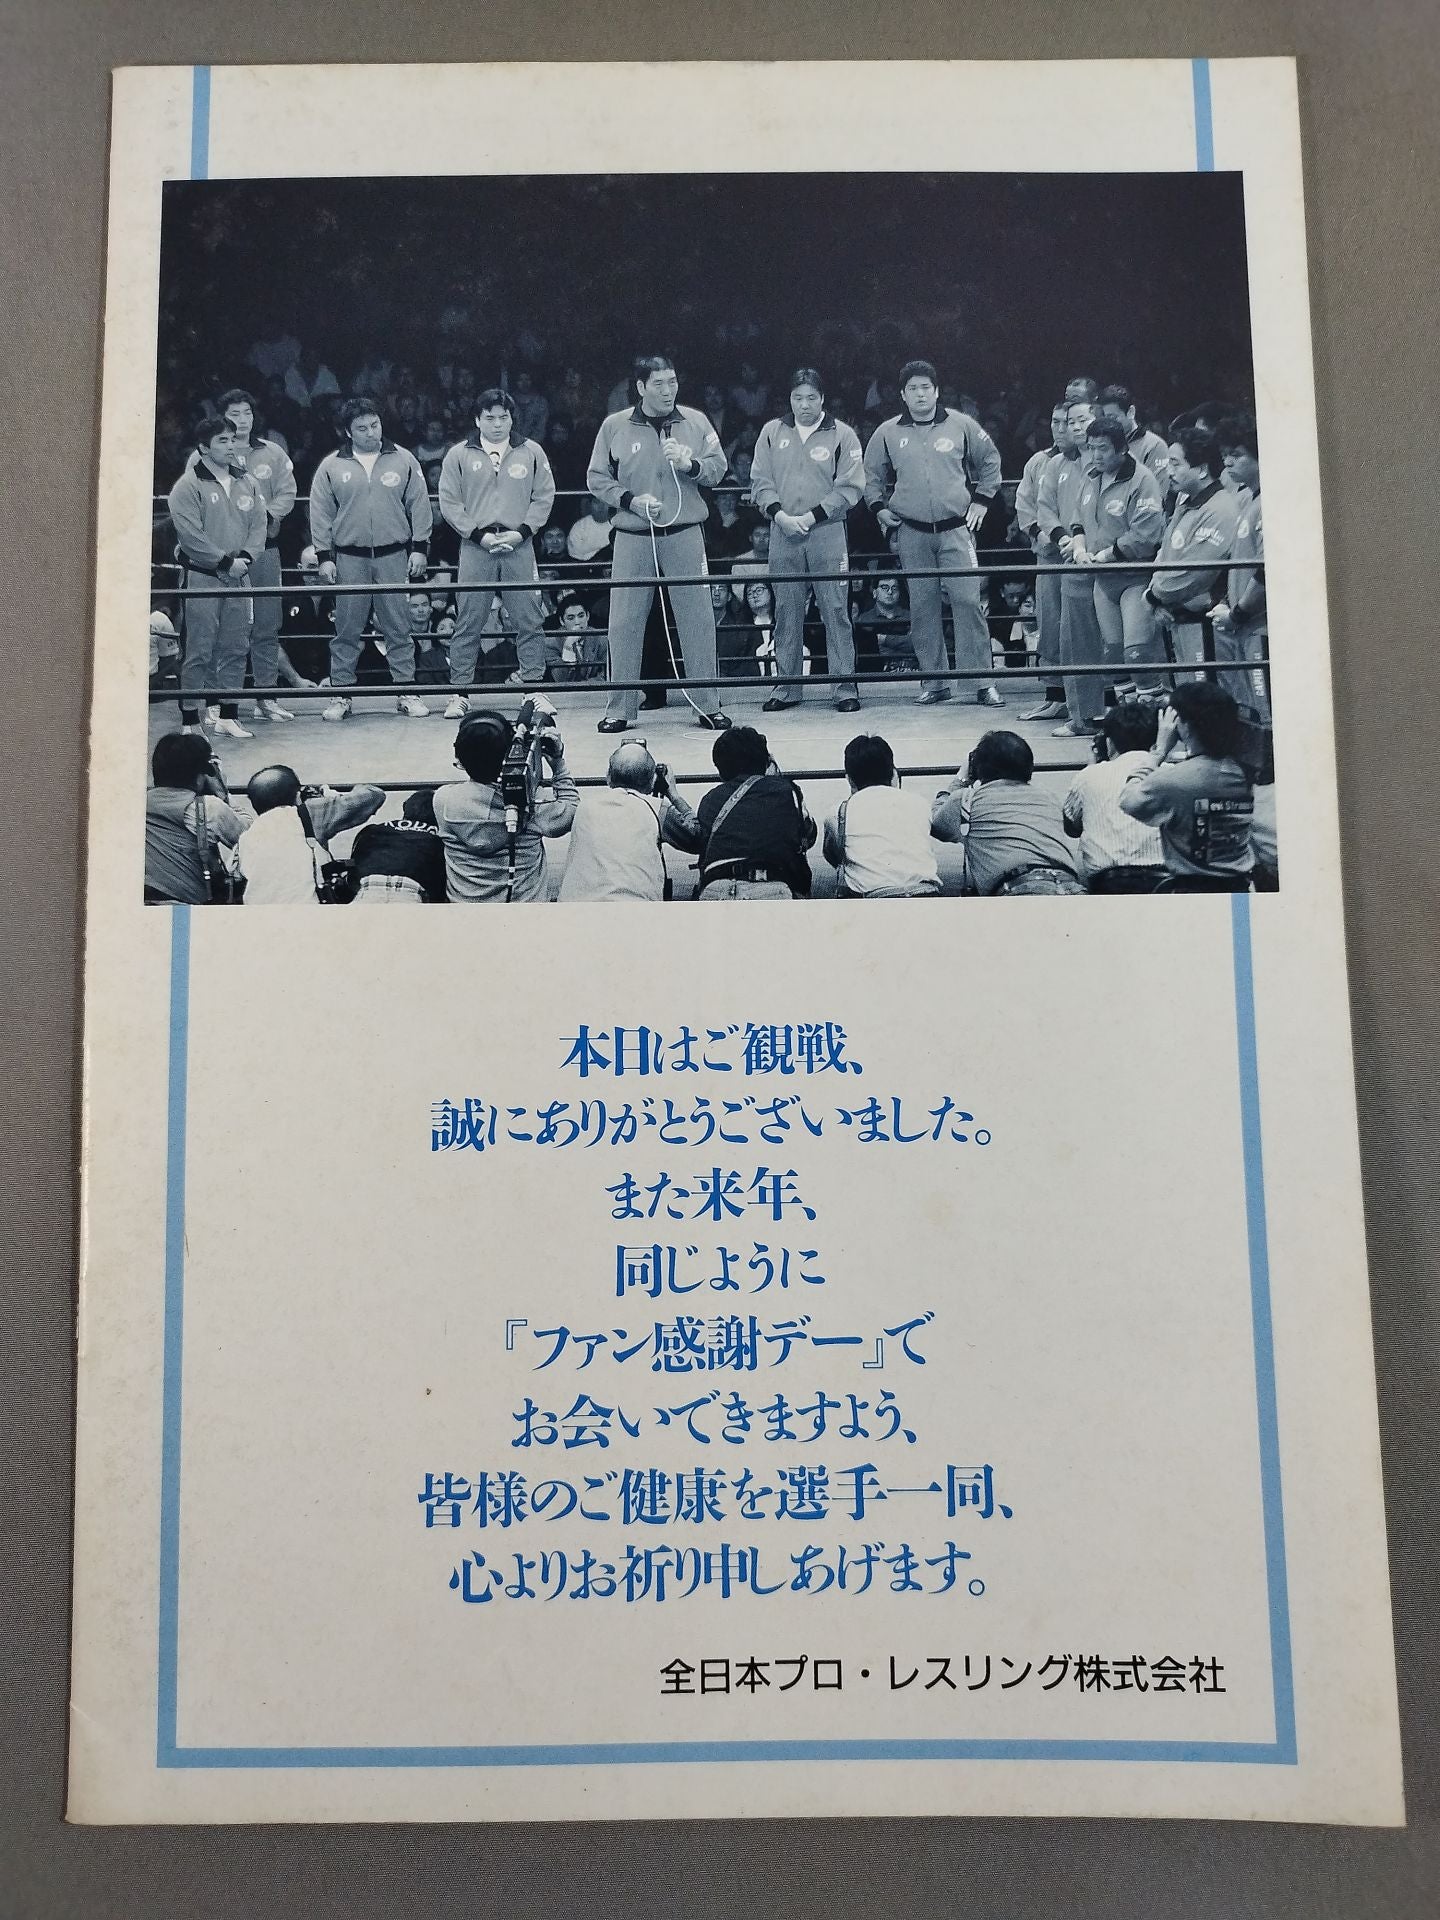 本日はご観戦、
誠にありがとうございました。
また来年、
同じように
『ファン感謝デー』で
お会いできますよう、
皆様のご健康を選手一同、
心よりお祈り申しあげます。
全日本プロ・レスリング株式会社